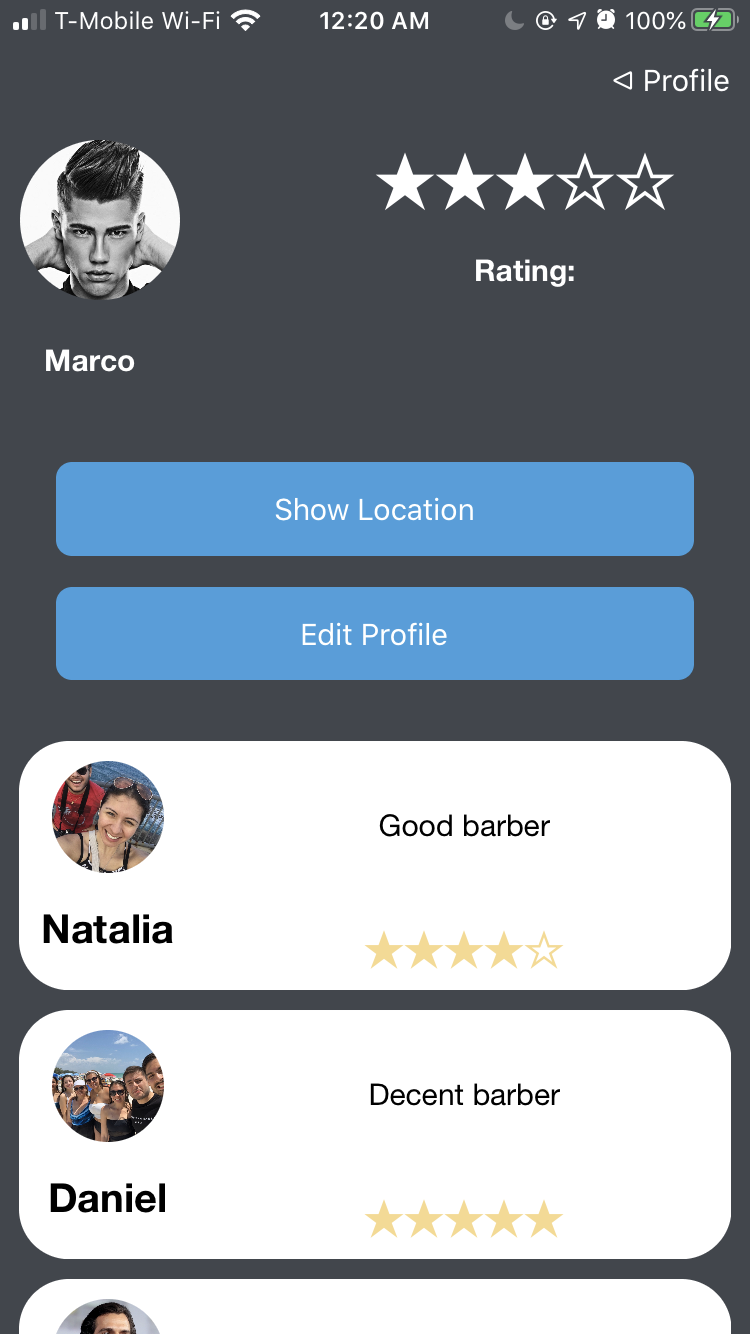 T-Mobile Wi-Fi 12:20 AM 100%
Profile
Rating:
Marco
Show Location
Edit Profile
Good barber
Natalia
Decent barber
Daniel